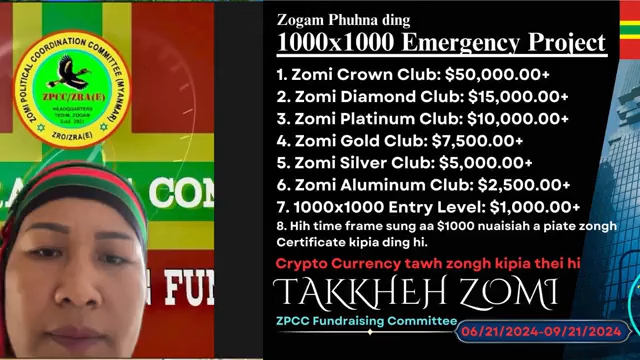 ZOMI POLITICAL COORDINATION COMMITTEE (MYANMAR)
ZPCC/ZRA(E)
HEADQUARTERS
TEDIM, ZOGAM
ZRO/ZRA(E)
FUN
Zogam Phuhna ding
1000x1000 Emergency Project
1. Zomi Crown Club: $50,000.00+
2. Zomi Diamond Club: $15,000.00+
3. Zomi Platinum Club: $10,000.00+
4. Zomi Gold Club: $7,500.00+
5. Zomi Silver Club: $5,000.00+
6. Zomi Aluminum Club: $2,500.00+
7. 1000x1000 Entry Level: $1,000.00+
8. Hih time frame sung aa $1000 nuaisiah a piate zongh
Certificate kipia ding hi.
Crypto Currency tawh zongh kipia thei hi
TAKKHEH ZOMI
ZPCC Fundraising Committee
06/21/2024-09/21/2024